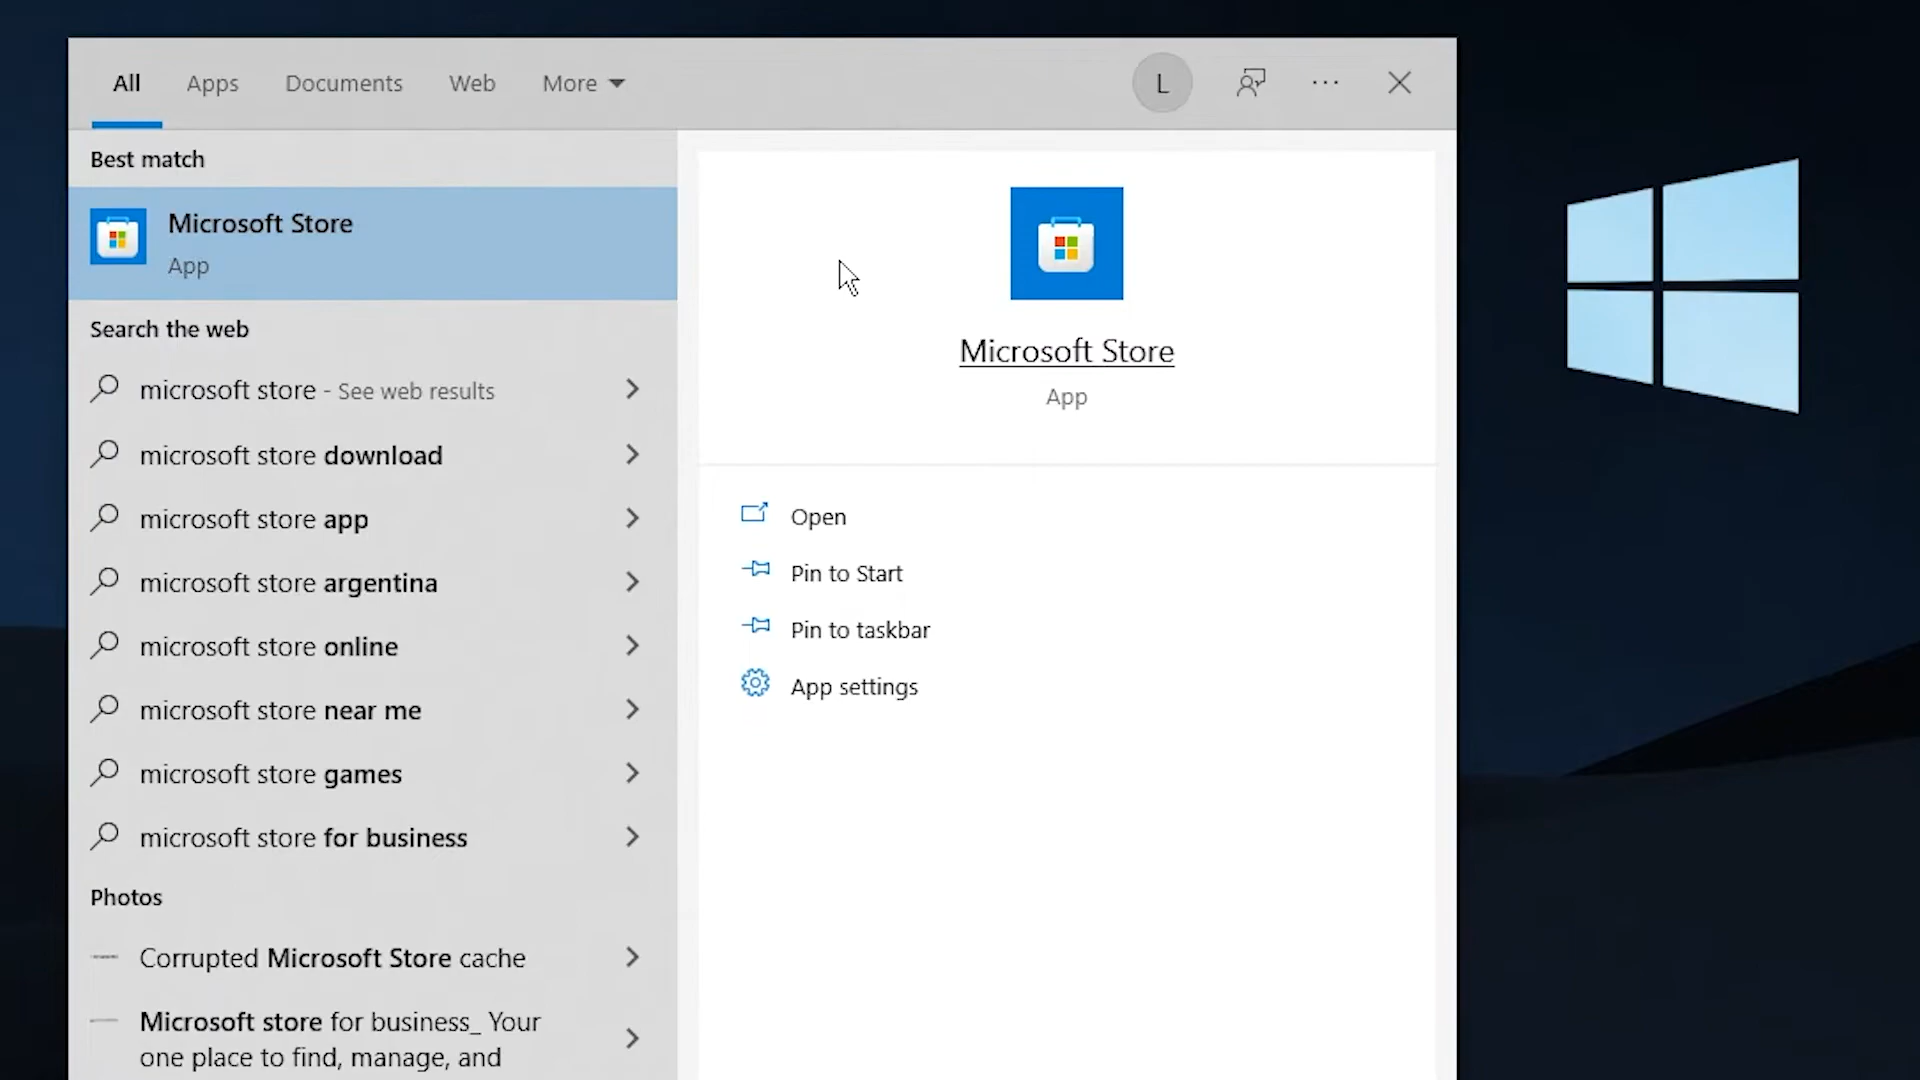 All Apps Documents Web More L
Best match
Microsoft Store
App
Search the web
microsoft store - See web results
microsoft store download
microsoft store app
microsoft store argentina
microsoft store online
microsoft store near me
microsoft store games
microsoft store for business
Photos
Corrupted Microsoft Store cache
Microsoft store for business_ Your
one place to find, manage, and
Microsoft Store
App
Open
Pin to Start
Pin to taskbar
App settings